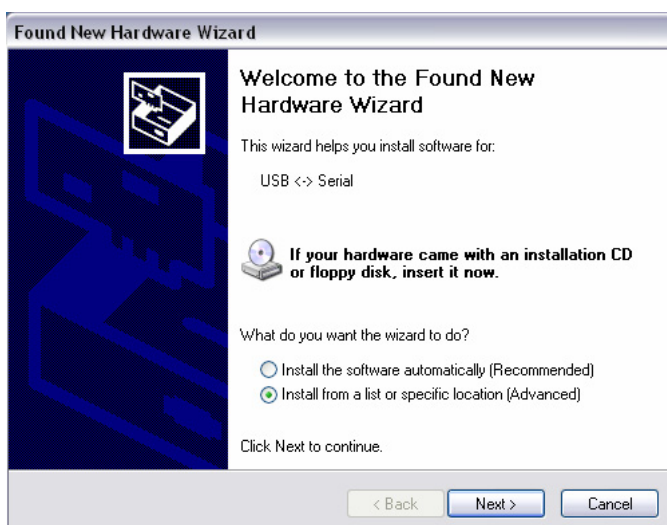 Found New Hardware Wizard
Welcome to the Found New
Hardware Wizard
This wizard helps you install software for:
USB <-> Serial
If your hardware came with an installation CD
or floppy disk, insert it now.
What do you want the wizard to do?
Install the software automatically (Recommended)
Install from a list or specific location (Advanced)
Click Next to continue.
< Back
Next >
Cancel